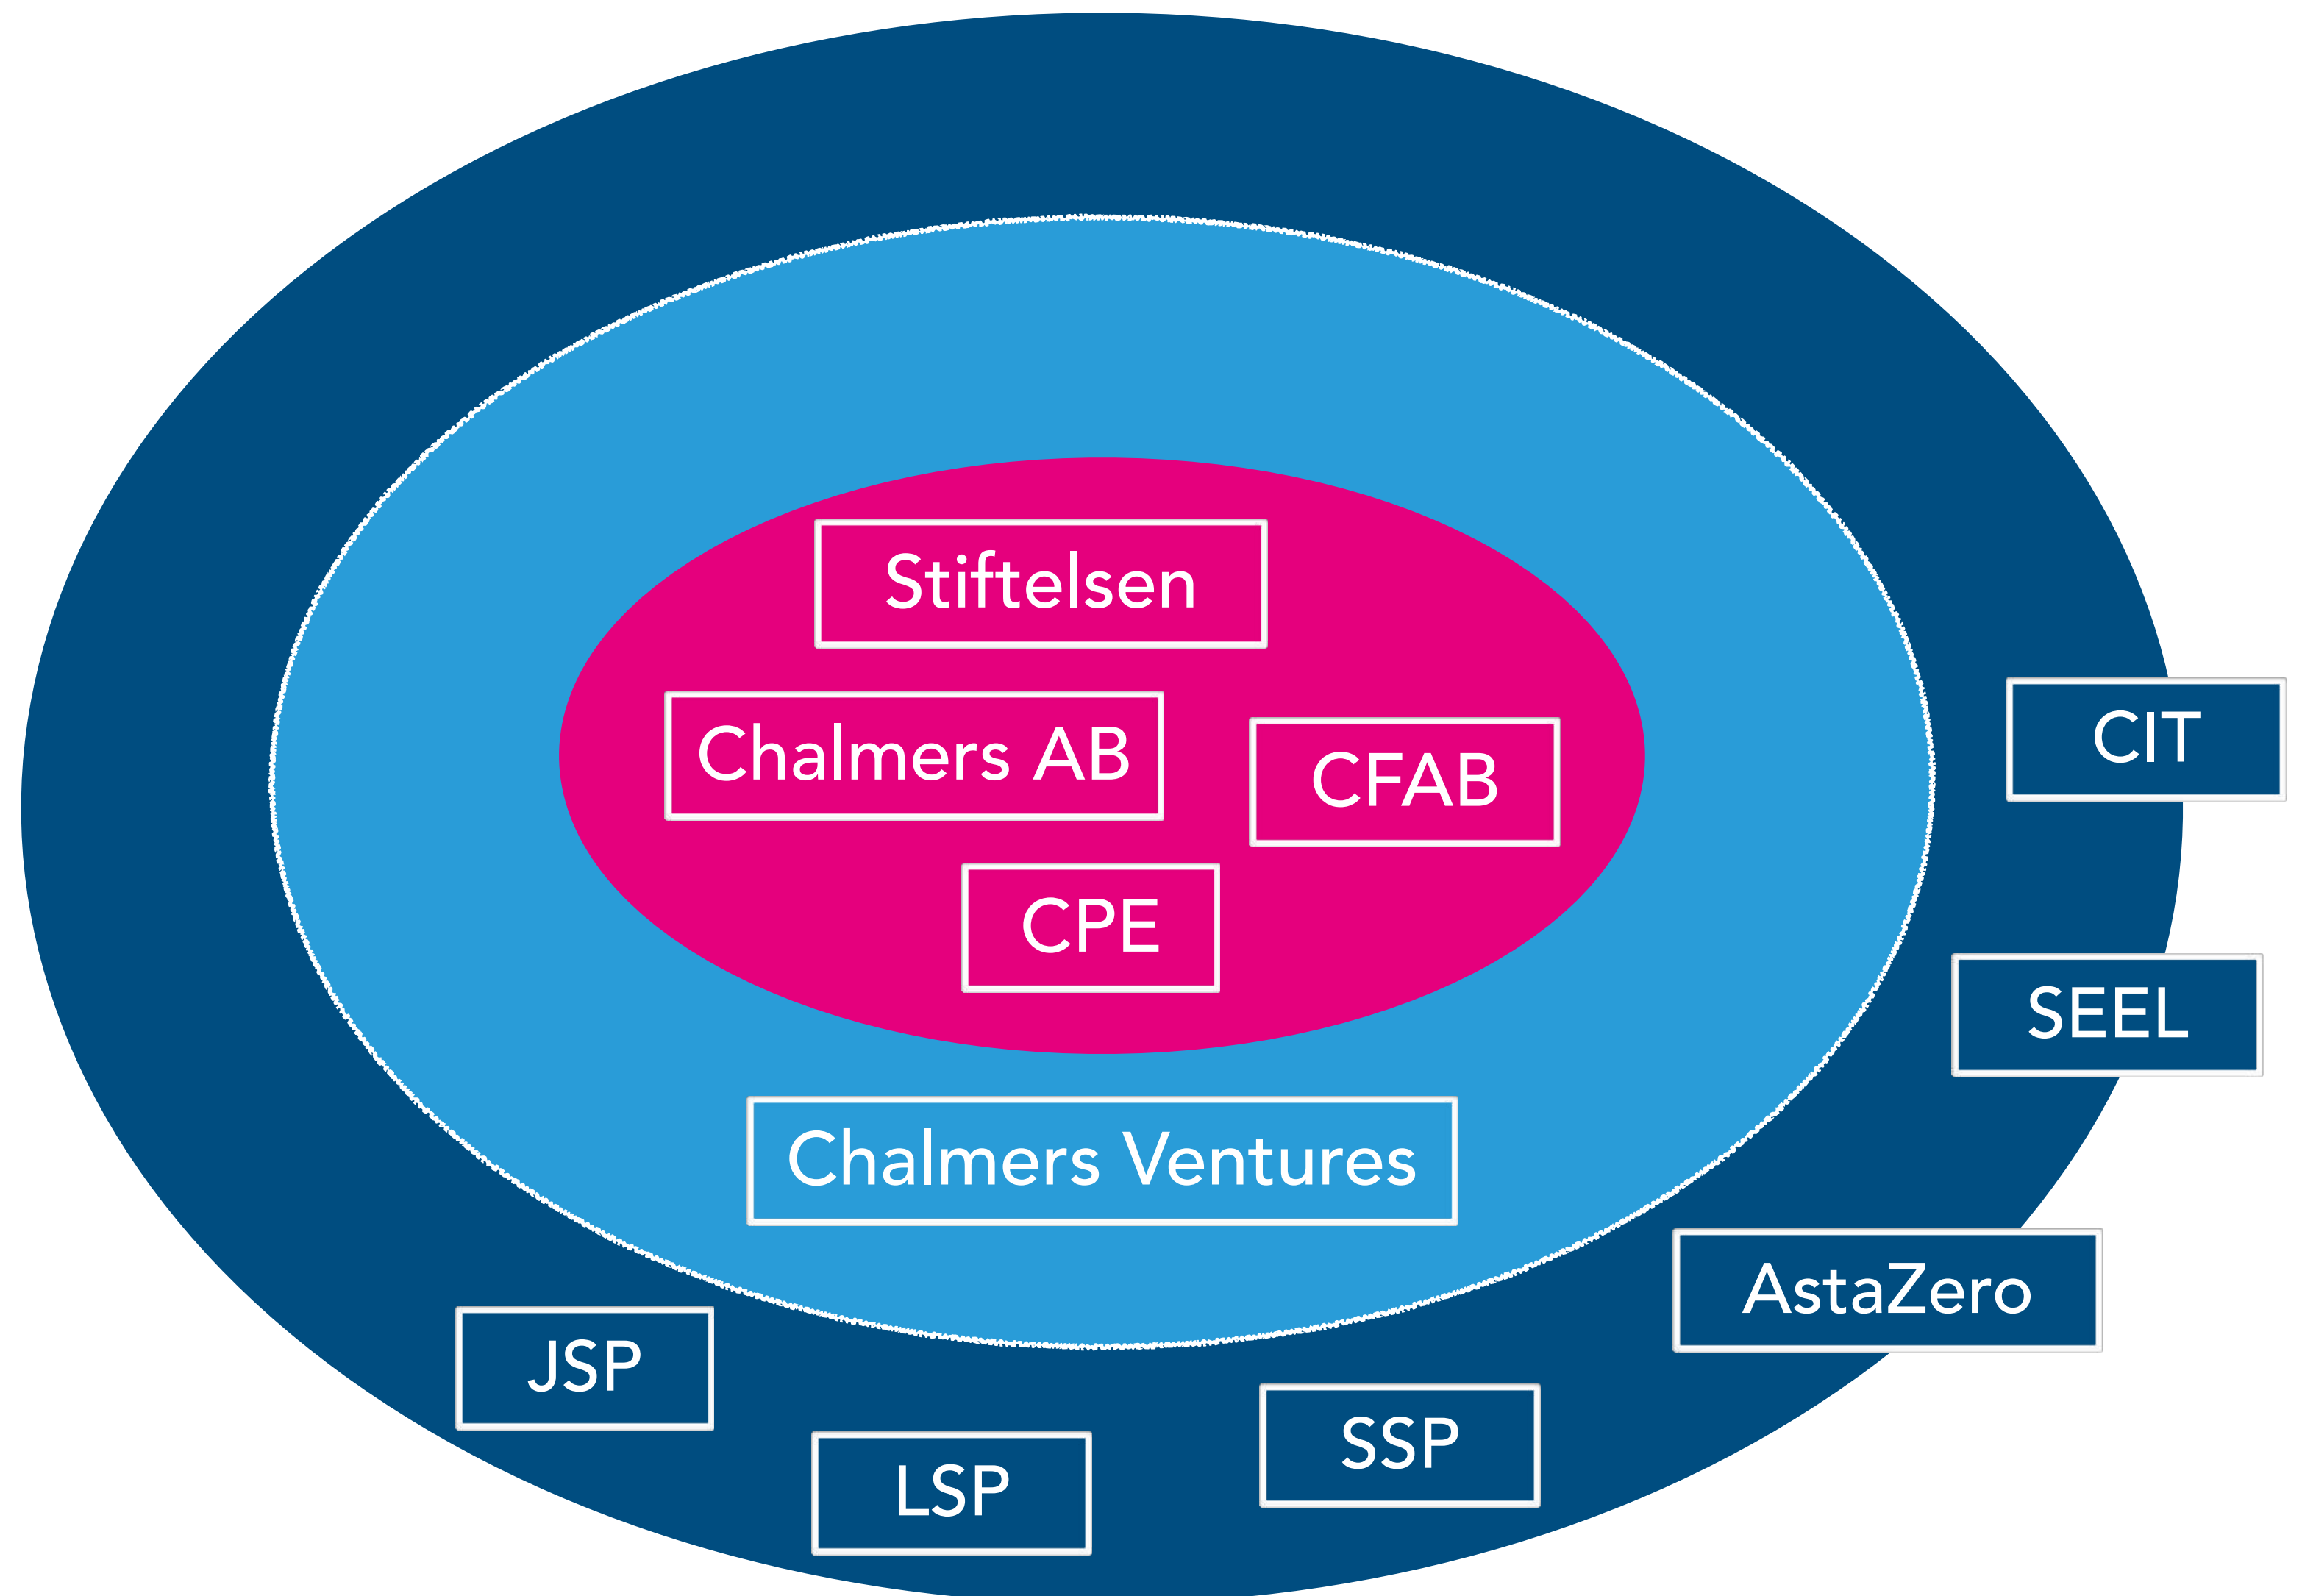 Stiftelsen
Chalmers AB
CFAB
CIT
CPE
SEEL
Chalmers Ventures
AstaZero
JSP
SSP
LSP